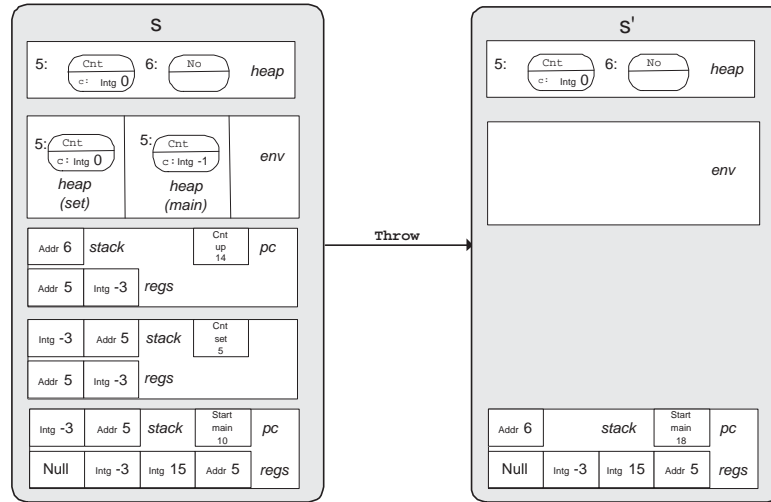 S
5: Cnt 6: No heap
c: Intg 0
5: Cnt 5: Cnt env
c: Intg 0 c: Intg -1
heap heap
(set) (main)
Addr 6 stack Cnt up 14 pc
Addr 5 Intg -3 regs
Intg -3 Addr 5 stack Cnt set 5
Addr 5 Intg -3 regs
Intg -3 Addr 5 stack Start main 10 pc
Null Intg -3 Intg 15 Addr 5 regs
Throw
S'
5: Cnt 6: No heap
c: Intg 0
env
Addr 6 stack Start main 18 pc
Null Intg -3 Intg 15 Addr 5 regs